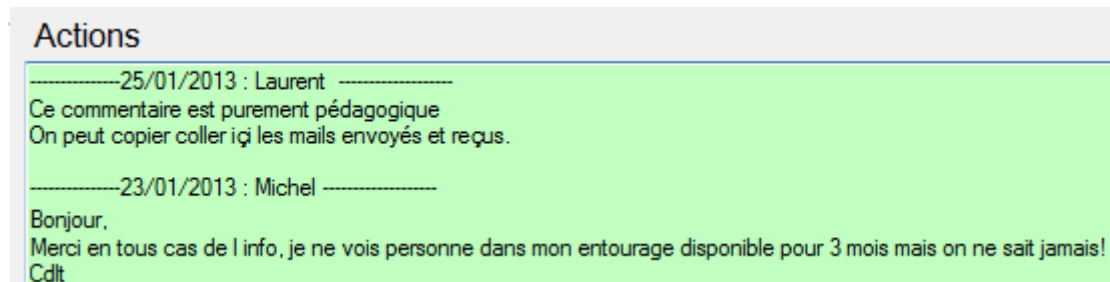 Actions
---------------25/01/2013 : Laurent -------------------
Ce commentaire est purement pédagogique
On peut copier coller içi les mails envoyés et reçus.
---------------23/01/2013 : Michel -------------------
Bonjour,
Merci en tous cas de l info, je ne vois personne dans mon entourage disponible pour 3 mois mais on ne sait jamais!
Cdlt